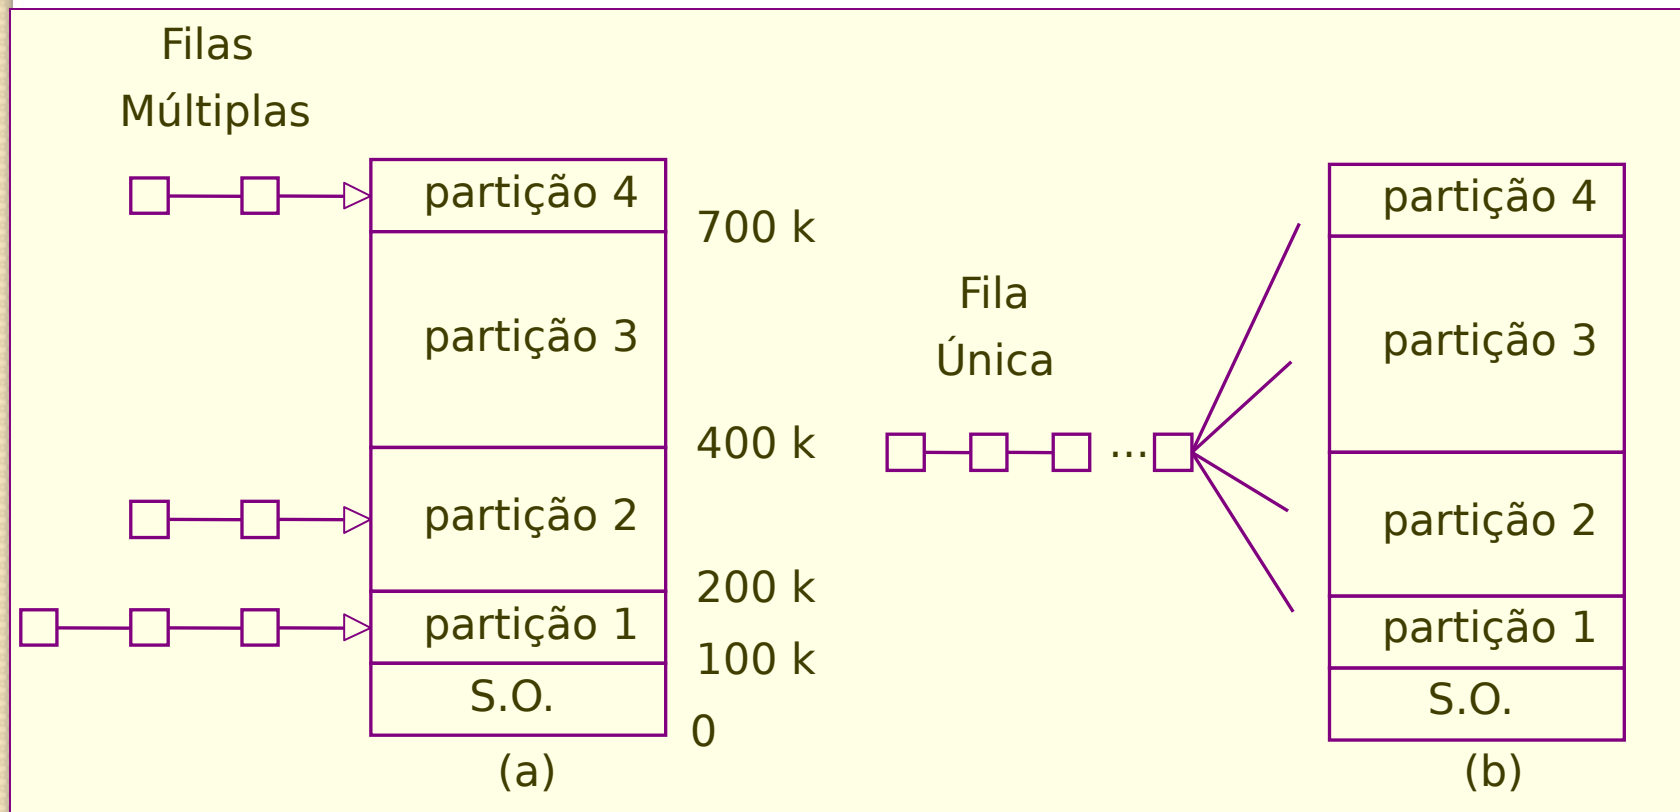 Filas
Múltiplas
partição 4
700 k
partição 3
400 k
partição 2
200 k
partição 1
100 k
S.O.
0
(a)
Fila
Única
...
partição 4
partição 3
partição 2
partição 1
S.O.
(b)